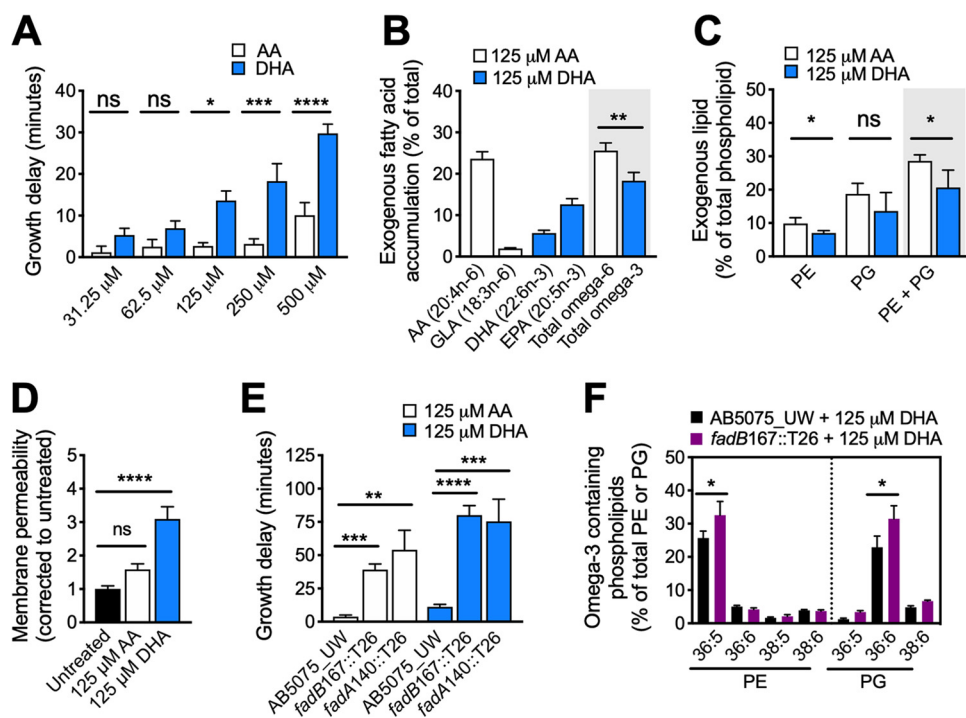 A
AA
DHA
Growth delay (minutes)
40
30
20
10
0
ns
ns
*
***
****
31.25 μM
62.5 μM
125 μM
250 μM
500 μM
B
125 μM AA
125 μM DHA
Exogenous fatty acid
accumulation (% of total)
40
30
20
10
0
**
AA (20:4n-6)
GLA (18:3n-6)
DHA (22:6n-3)
EPA (20:5n-3)
Total omega-6
Total omega-3
C
125 μM AA
125 μM DHA
Exogenous lipid
(% of total phospholipid)
50
40
30
20
10
0
*
ns
*
PE
PG
PE + PG
D
Membrane permeability
(corrected to untreated)
5
4
3
2
1
0
****
ns
Untreated
125 μM AA
125 μM DHA
E
125 μM AA
125 μM DHA
Growth delay (minutes)
125
100
75
50
25
0
***
**
***
****
AB5075_UW
fadB167::T26
fadA140::T26
AB5075_UW
fadB167::T26
fadA140::T26
F
AB5075_UW + 125 μM DHA
fadB167::T26 + 125 μM DHA
Omega-3 containing
phospholipids
(% of total PE or PG)
50
40
30
20
10
0
*
*
36:5
36:6
38:5
38:6
36:5
36:6
38:6
PE
PG